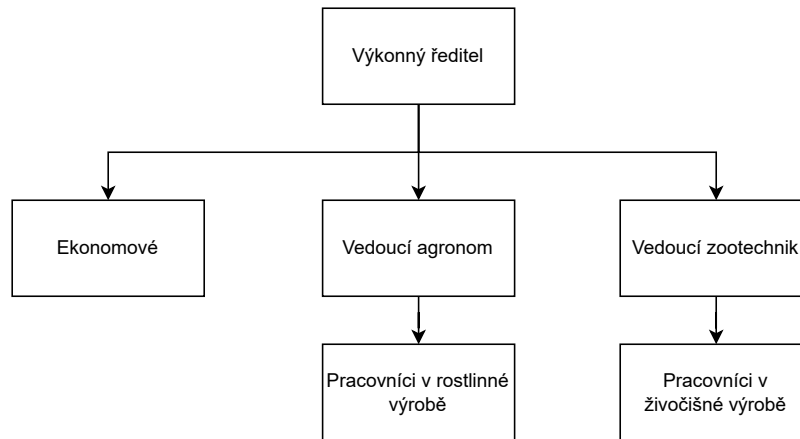 Výkonný ředitel
Ekonomové
Vedoucí agronom
Vedoucí zootechnik
Pracovníci v rostlinné
výrobě
Pracovníci v
živočišné výrobě